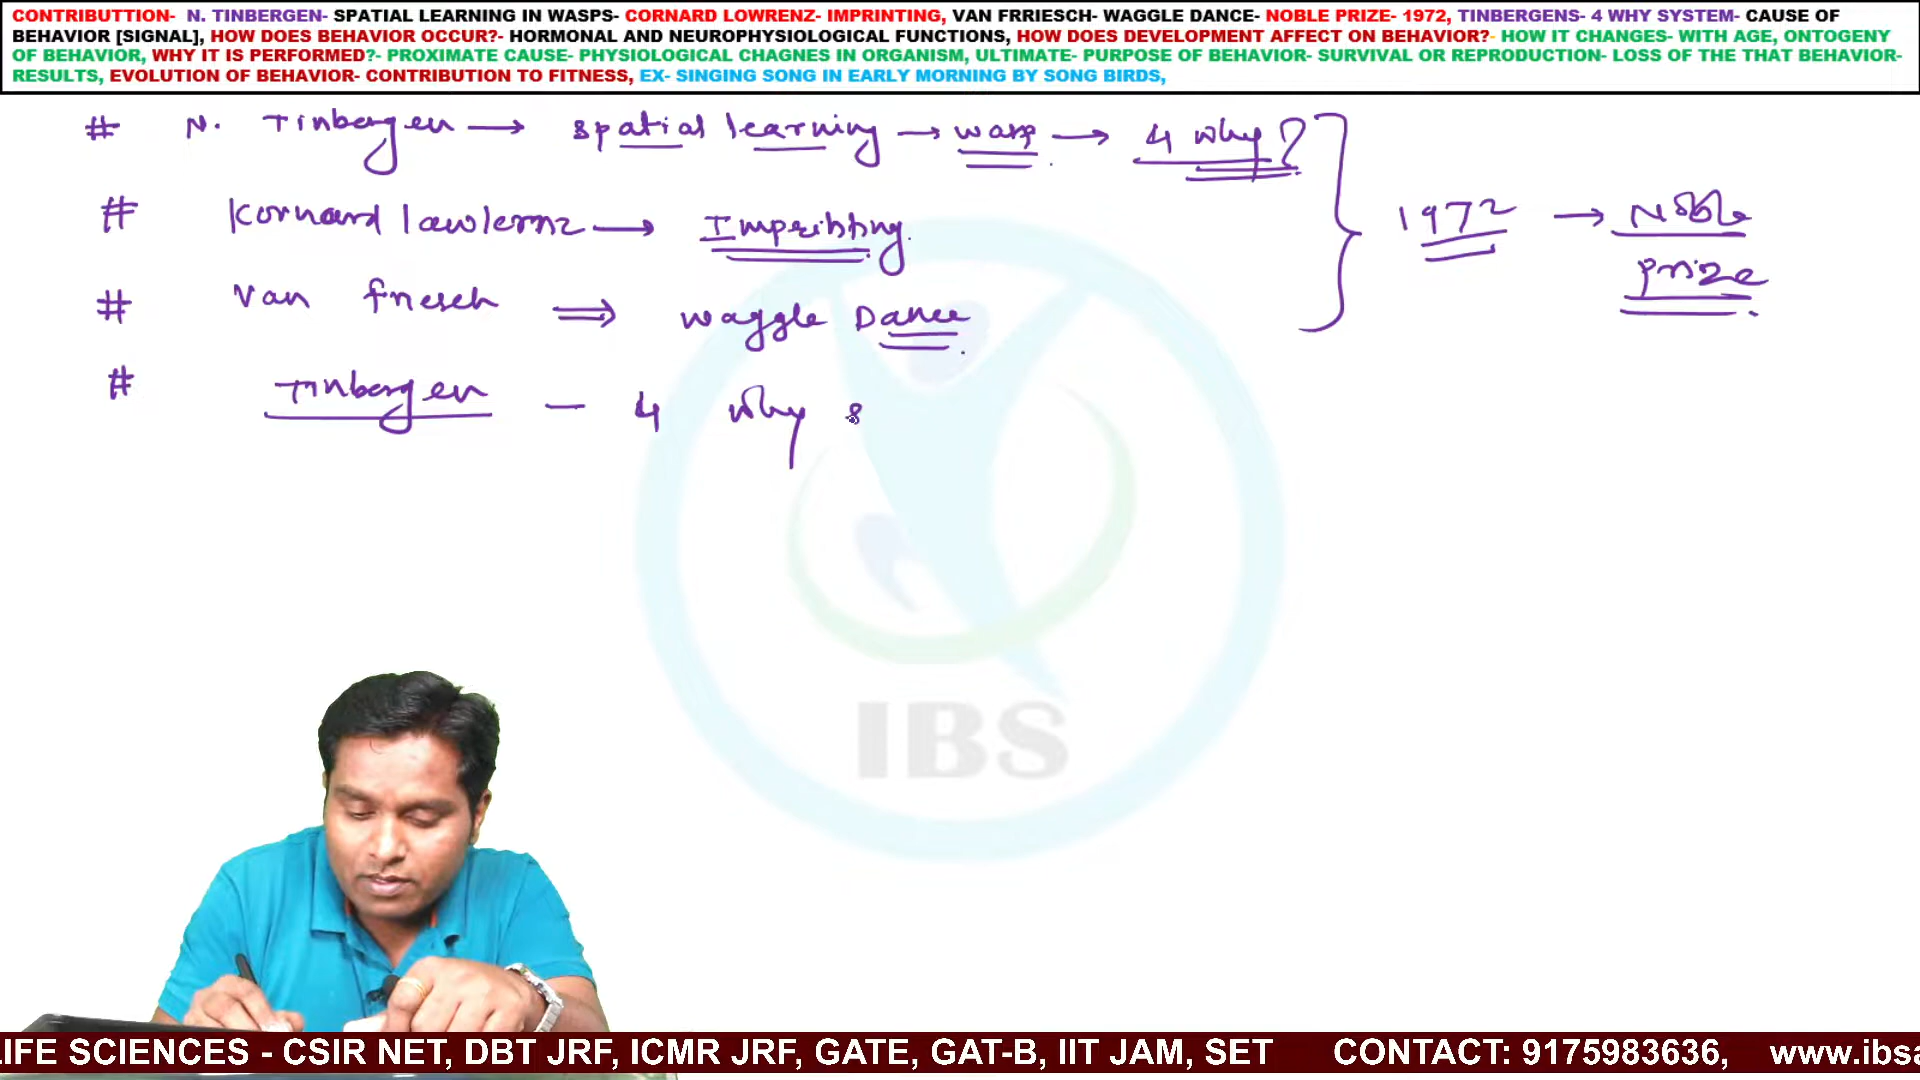 CONTRIBUTTION- N. TINBERGEN- SPATIAL LEARNING IN WASPS- CORNARD LOWRENZ- IMPRINTING, VAN FRRIESCH- WAGGLE DANCE- NOBLE PRIZE- 1972, TINBERGENS- 4 WHY SYSTEM- CAUSE OF
BEHAVIOR [SIGNAL], HOW DOES BEHAVIOR OCCUR?- HORMONAL AND NEUROPHYSIOLOGICAL FUNCTIONS, HOW DOES DEVELOPMENT AFFECT ON BEHAVIOR?- HOW IT CHANGES- WITH AGE, ONTOGENY
OF BEHAVIOR, WHY IT IS PERFORMED?- PROXIMATE CAUSE- PHYSIOLOGICAL CHAGNES IN ORGANISM, ULTIMATE- PURPOSE OF BEHAVIOR- SURVIVAL OR REPRODUCTION- LOSS OF THE THAT BEHAVIOR-
RESULTS, EVOLUTION OF BEHAVIOR- CONTRIBUTION TO FITNESS, EX- SINGING SONG IN EARLY MORNING BY SONG BIRDS,
# N. Tinbergen → spatial learning → wasp → 4 why?
# Kornard → Imprinting.
1972 → Noble
prize.
# Van friesch ⇒ Waggle Dance.
# Tinbergen - 4 why s
IBS
LIFE SCIENCES - CSIR NET, DBT JRF, ICMR JRF, GATE, GAT-B, IIT JAM, SET CONTACT: 9175983636, www.ibsa